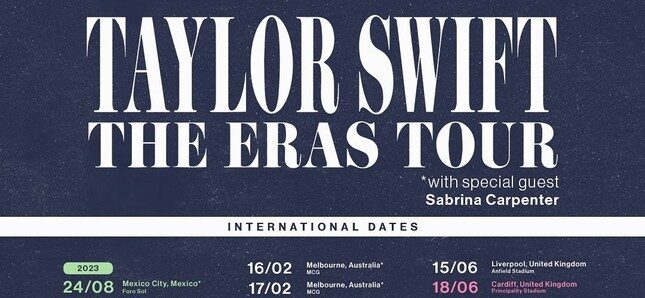 TAYLOR SWIFT
THE ERAS TOUR
*with special guest
Sabrina Carpenter
INTERNATIONAL DATES
2023
24/08 Mexico City, Mexico*
Foro Sol
16/02 Melbourne, Australia*
MCG
17/02 Melbourne, Australia*
MCG
15/06 Liverpool, United Kingdom
Anfield Stadium
18/06 Cardiff, United Kingdom
Principality Stadium